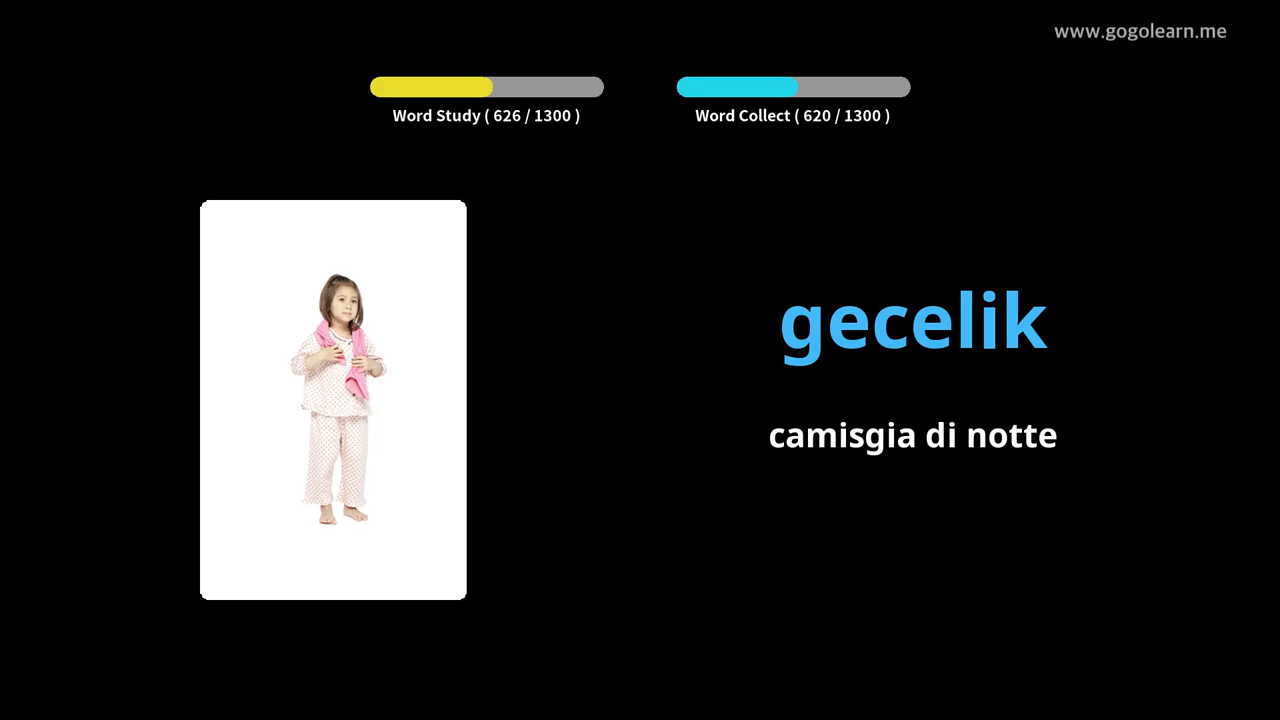 www.gogolearn.me
Word Study ( 626 / 1300 )
Word Collect ( 620 / 1300 )
gecelik
camisgia di notte